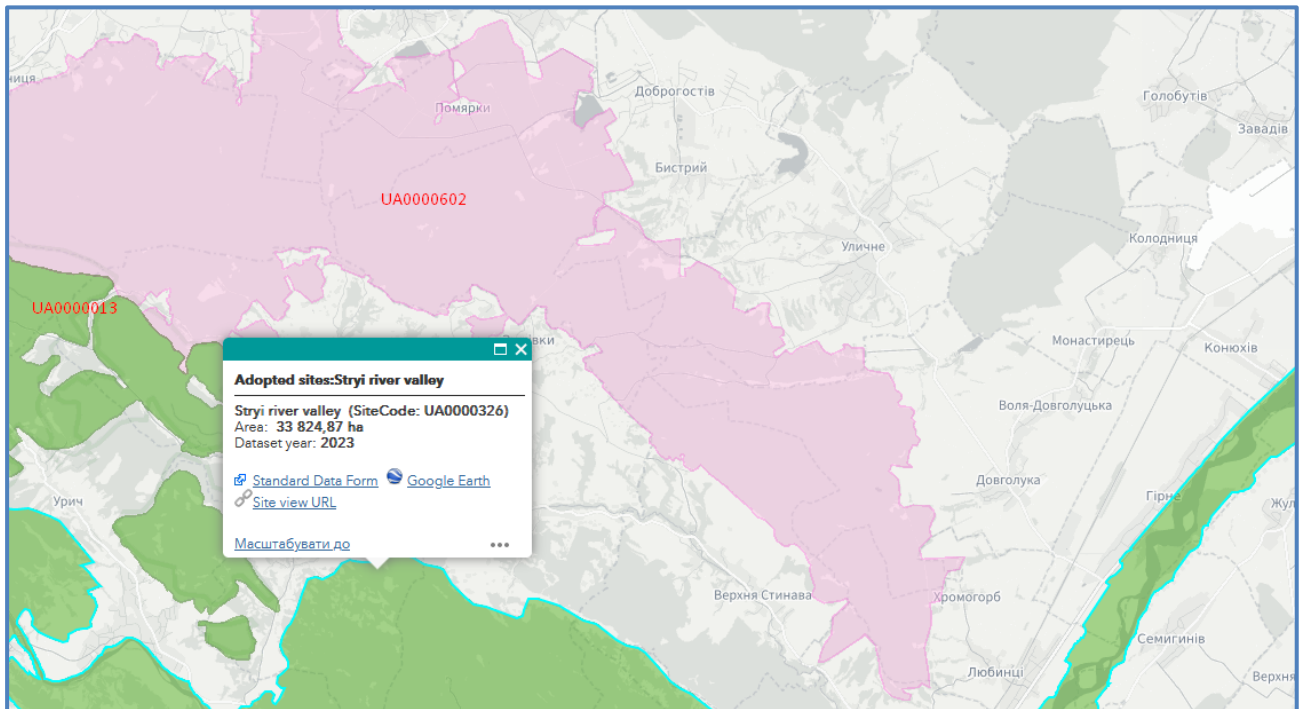 ниця
Доброгостів
Голобутів
Помярки
Завадів
Бистрий
UA0000602
Уличне
Колодниця
UA0000013
вки
Монастирець
Конюхів
Adopted sites:Stryi river valley
Stryi river valley (SiteCode: UA0000326)
Area: 33 824,87 ha
Dataset year: 2023
Воля-Довголуцька
Standard Data Form Google Earth
Довголука
Урич
Site view URL
Гірне
Жул
Масштабувати до
Верхня Стинава
Хромогорб
Семигинів
Любинці
Верхня